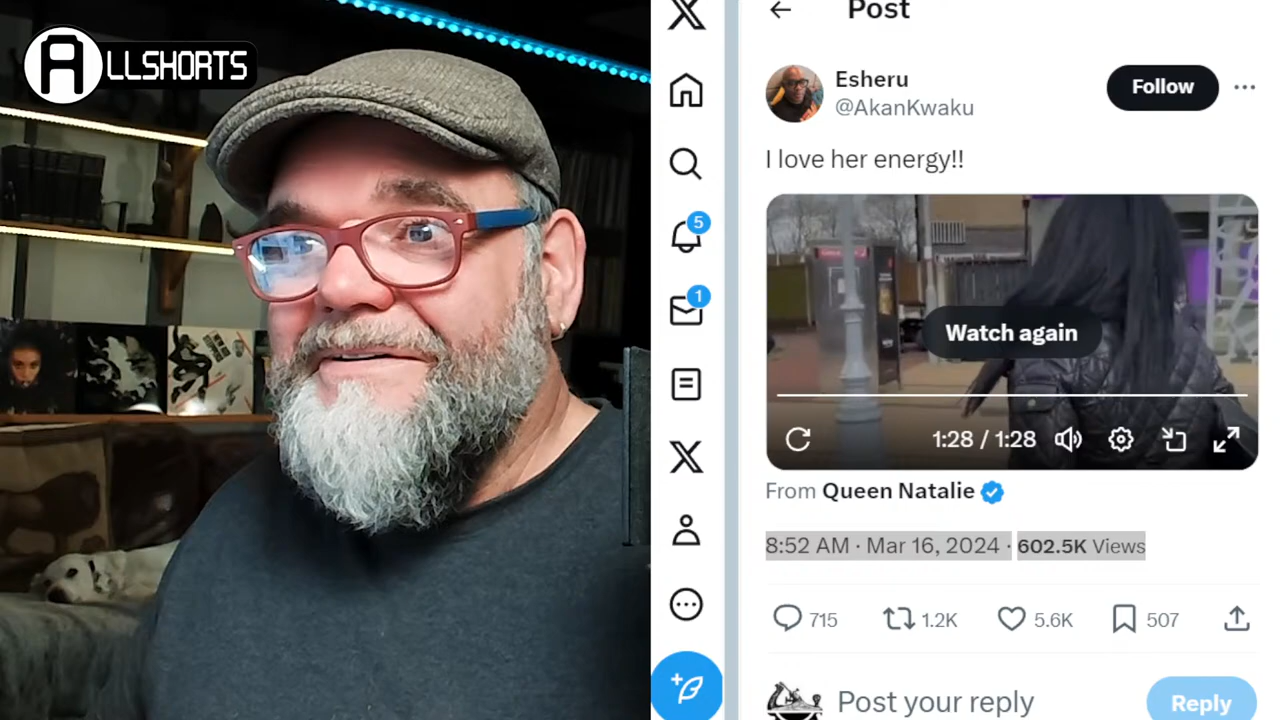 ALLSHORTS
Post
Esheru
@AkanKwaku
Follow
I love her energy!!
Watch again
1:28 / 1:28
From Queen Natalie
8:52 AM · Mar 16, 2024 · 602.5K Views
715
1.2K
5.6K
507
5
1
Post your reply
Reply